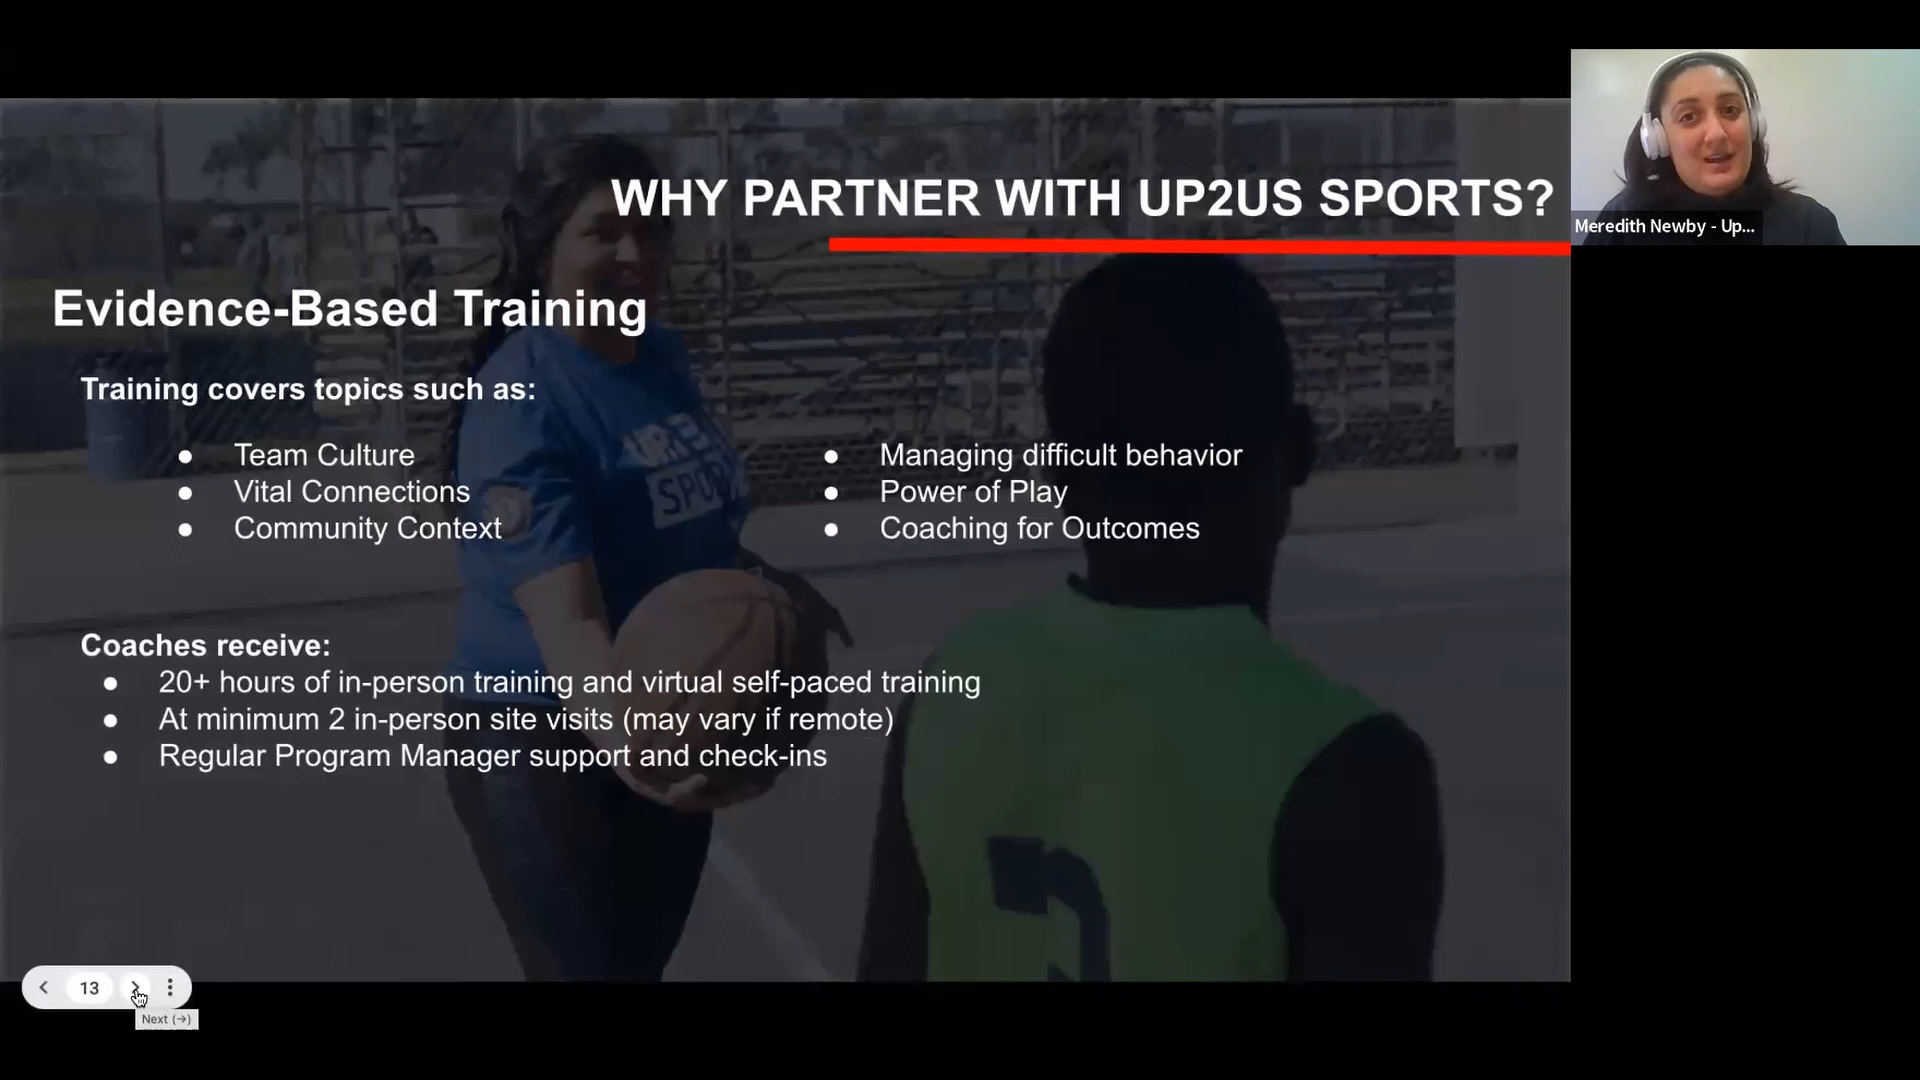 WHY PARTNER WITH UP2US SPORTS?
Meredith Newby - Up...
Evidence-Based Training
Training covers topics such as:
● Team Culture
● Vital Connections
● Community Context
● Managing difficult behavior
● Power of Play
● Coaching for Outcomes
Coaches receive:
● 20+ hours of in-person training and virtual self-paced training
● At minimum 2 in-person site visits (may vary if remote)
● Regular Program Manager support and check-ins
13
Next (→)